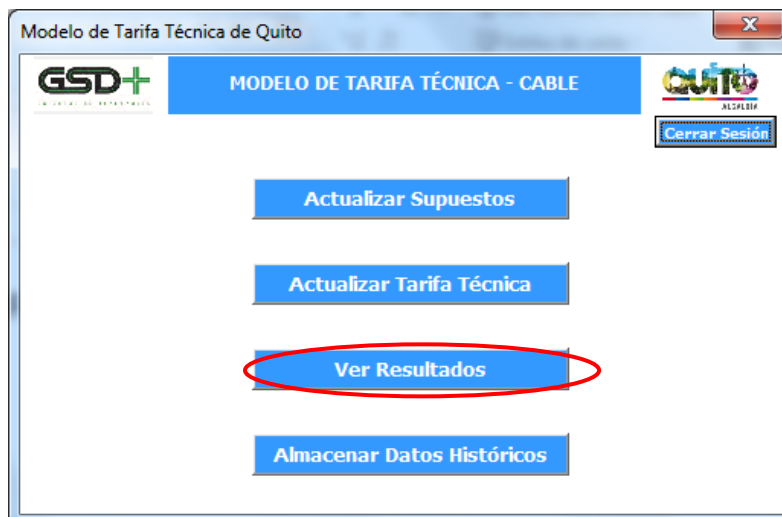 Modelo de Tarifa Técnica de Quito
GSD+
MODELO DE TARIFA TÉCNICA - CABLE
QUITO
ALCALDÍA
Cerrar Sesión
Actualizar Supuestos
Actualizar Tarifa Técnica
Ver Resultados
Almacenar Datos Históricos